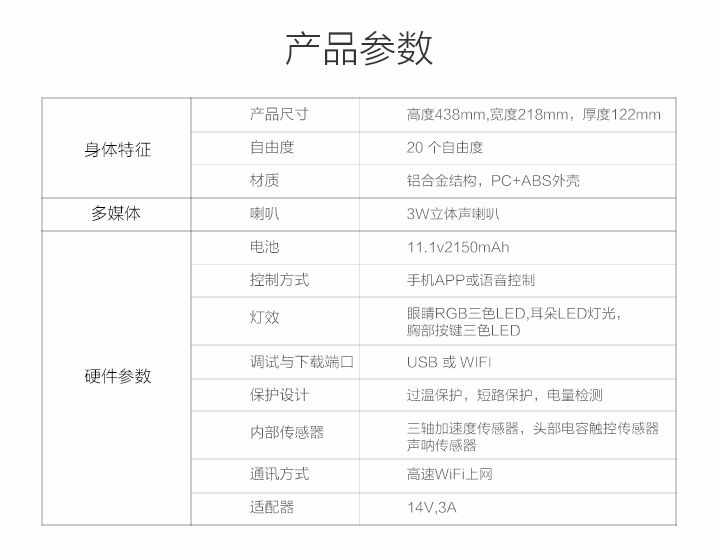 产品参数
身体特征
产品尺寸
高度438mm,宽度218mm，厚度122mm
自由度
20 个自由度
材质
铝合金结构，PC+ABS外壳
多媒体
喇叭
3W立体声喇叭
硬件参数
电池
11.1v2150mAh
控制方式
手机APP或语音控制
灯效
眼睛RGB三色LED,耳朵LED灯光，
胸部按键三色LED
调试与下载端口
USB 或 WIFI
保护设计
过温保护，短路保护，电量检测
内部传感器
三轴加速度传感器，头部电容触控传感器
声呐传感器
通讯方式
高速WiFi上网
适配器
14V,3A